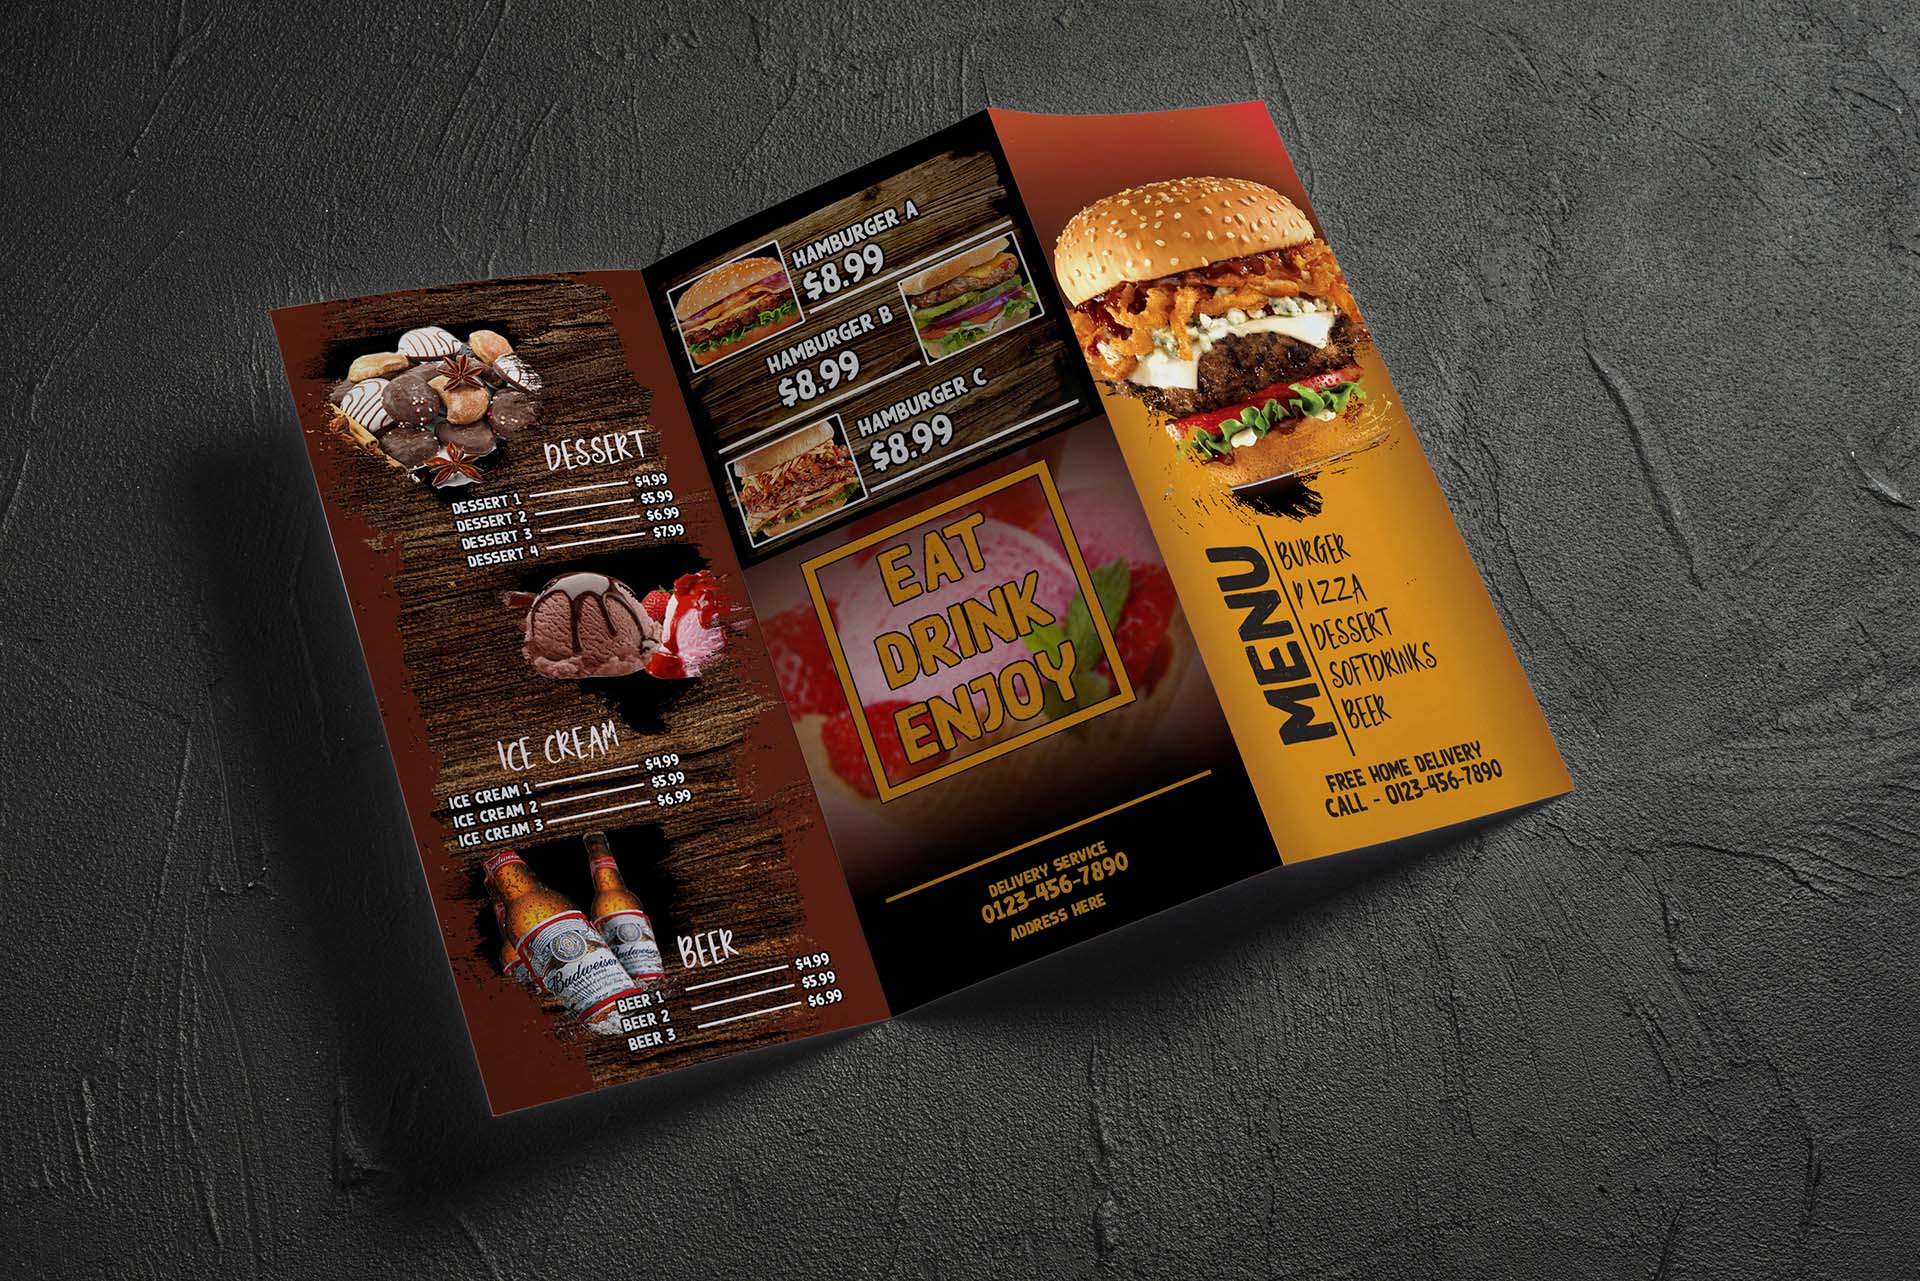 DESSERT
DESSERT 1 $4.99
DESSERT 2 $5.99
DESSERT 3 $6.99
DESSERT 4 $7.99
ICE CREAM
ICE CREAM 1 $4.99
ICE CREAM 2 $5.99
ICE CREAM 3 $6.99
Budweiser
Budweiser
Budweiser
BEER
BEER 1 $4.99
BEER 2 $5.99
BEER 3 $6.99
HAMBURGER A
$8.99
HAMBURGER B
$8.99
HAMBURGER C
$8.99
EAT
DRINK
ENJOY
DELIVERY SERVICE
0123-456-7890
ADDRESS HERE
MENU
BURGER
PIZZA
DESSERT
SOFTDRINKS
BEER
FREE HOME DELIVERY
CALL - 0123-456-7890